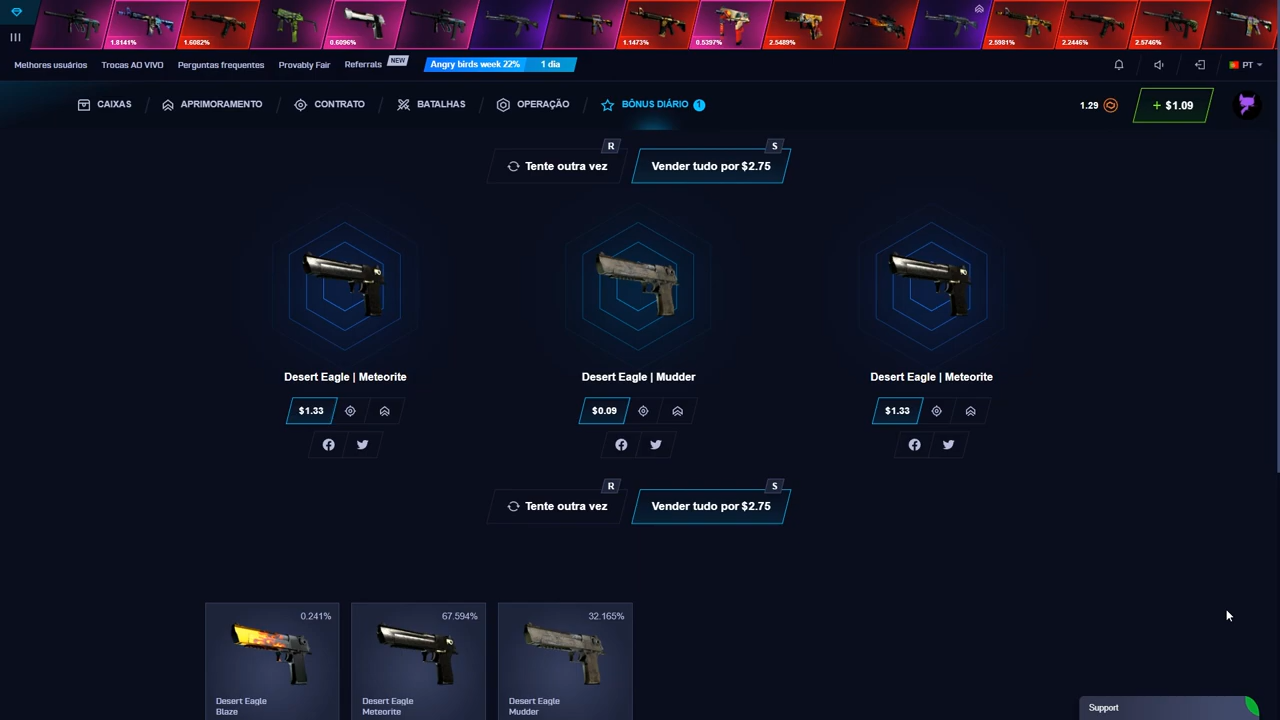 1.8141%
1.6082%
0.6096%
1.1473%
0.5397%
2.5489%
2.5981%
2.2446%
2.5746%
Melhores usuários
Trocas AO VIVO
Perguntas frequentes
Provably Fair
Referrals
NEW
Angry birds week 22%
1 dia
PT
CAIXAS
APRIMORAMENTO
CONTRATO
BATALHAS
OPERAÇÃO
BÔNUS DIÁRIO 1
1.29
+ $1.09
R
S
Tente outra vez
Vender tudo por $2.75
Desert Eagle | Meteorite
Desert Eagle | Mudder
Desert Eagle | Meteorite
$1.33
$0.09
$1.33
R
S
Tente outra vez
Vender tudo por $2.75
0.241%
67.594%
32.165%
Desert Eagle
Blaze
Desert Eagle
Meteorite
Desert Eagle
Mudder
Support